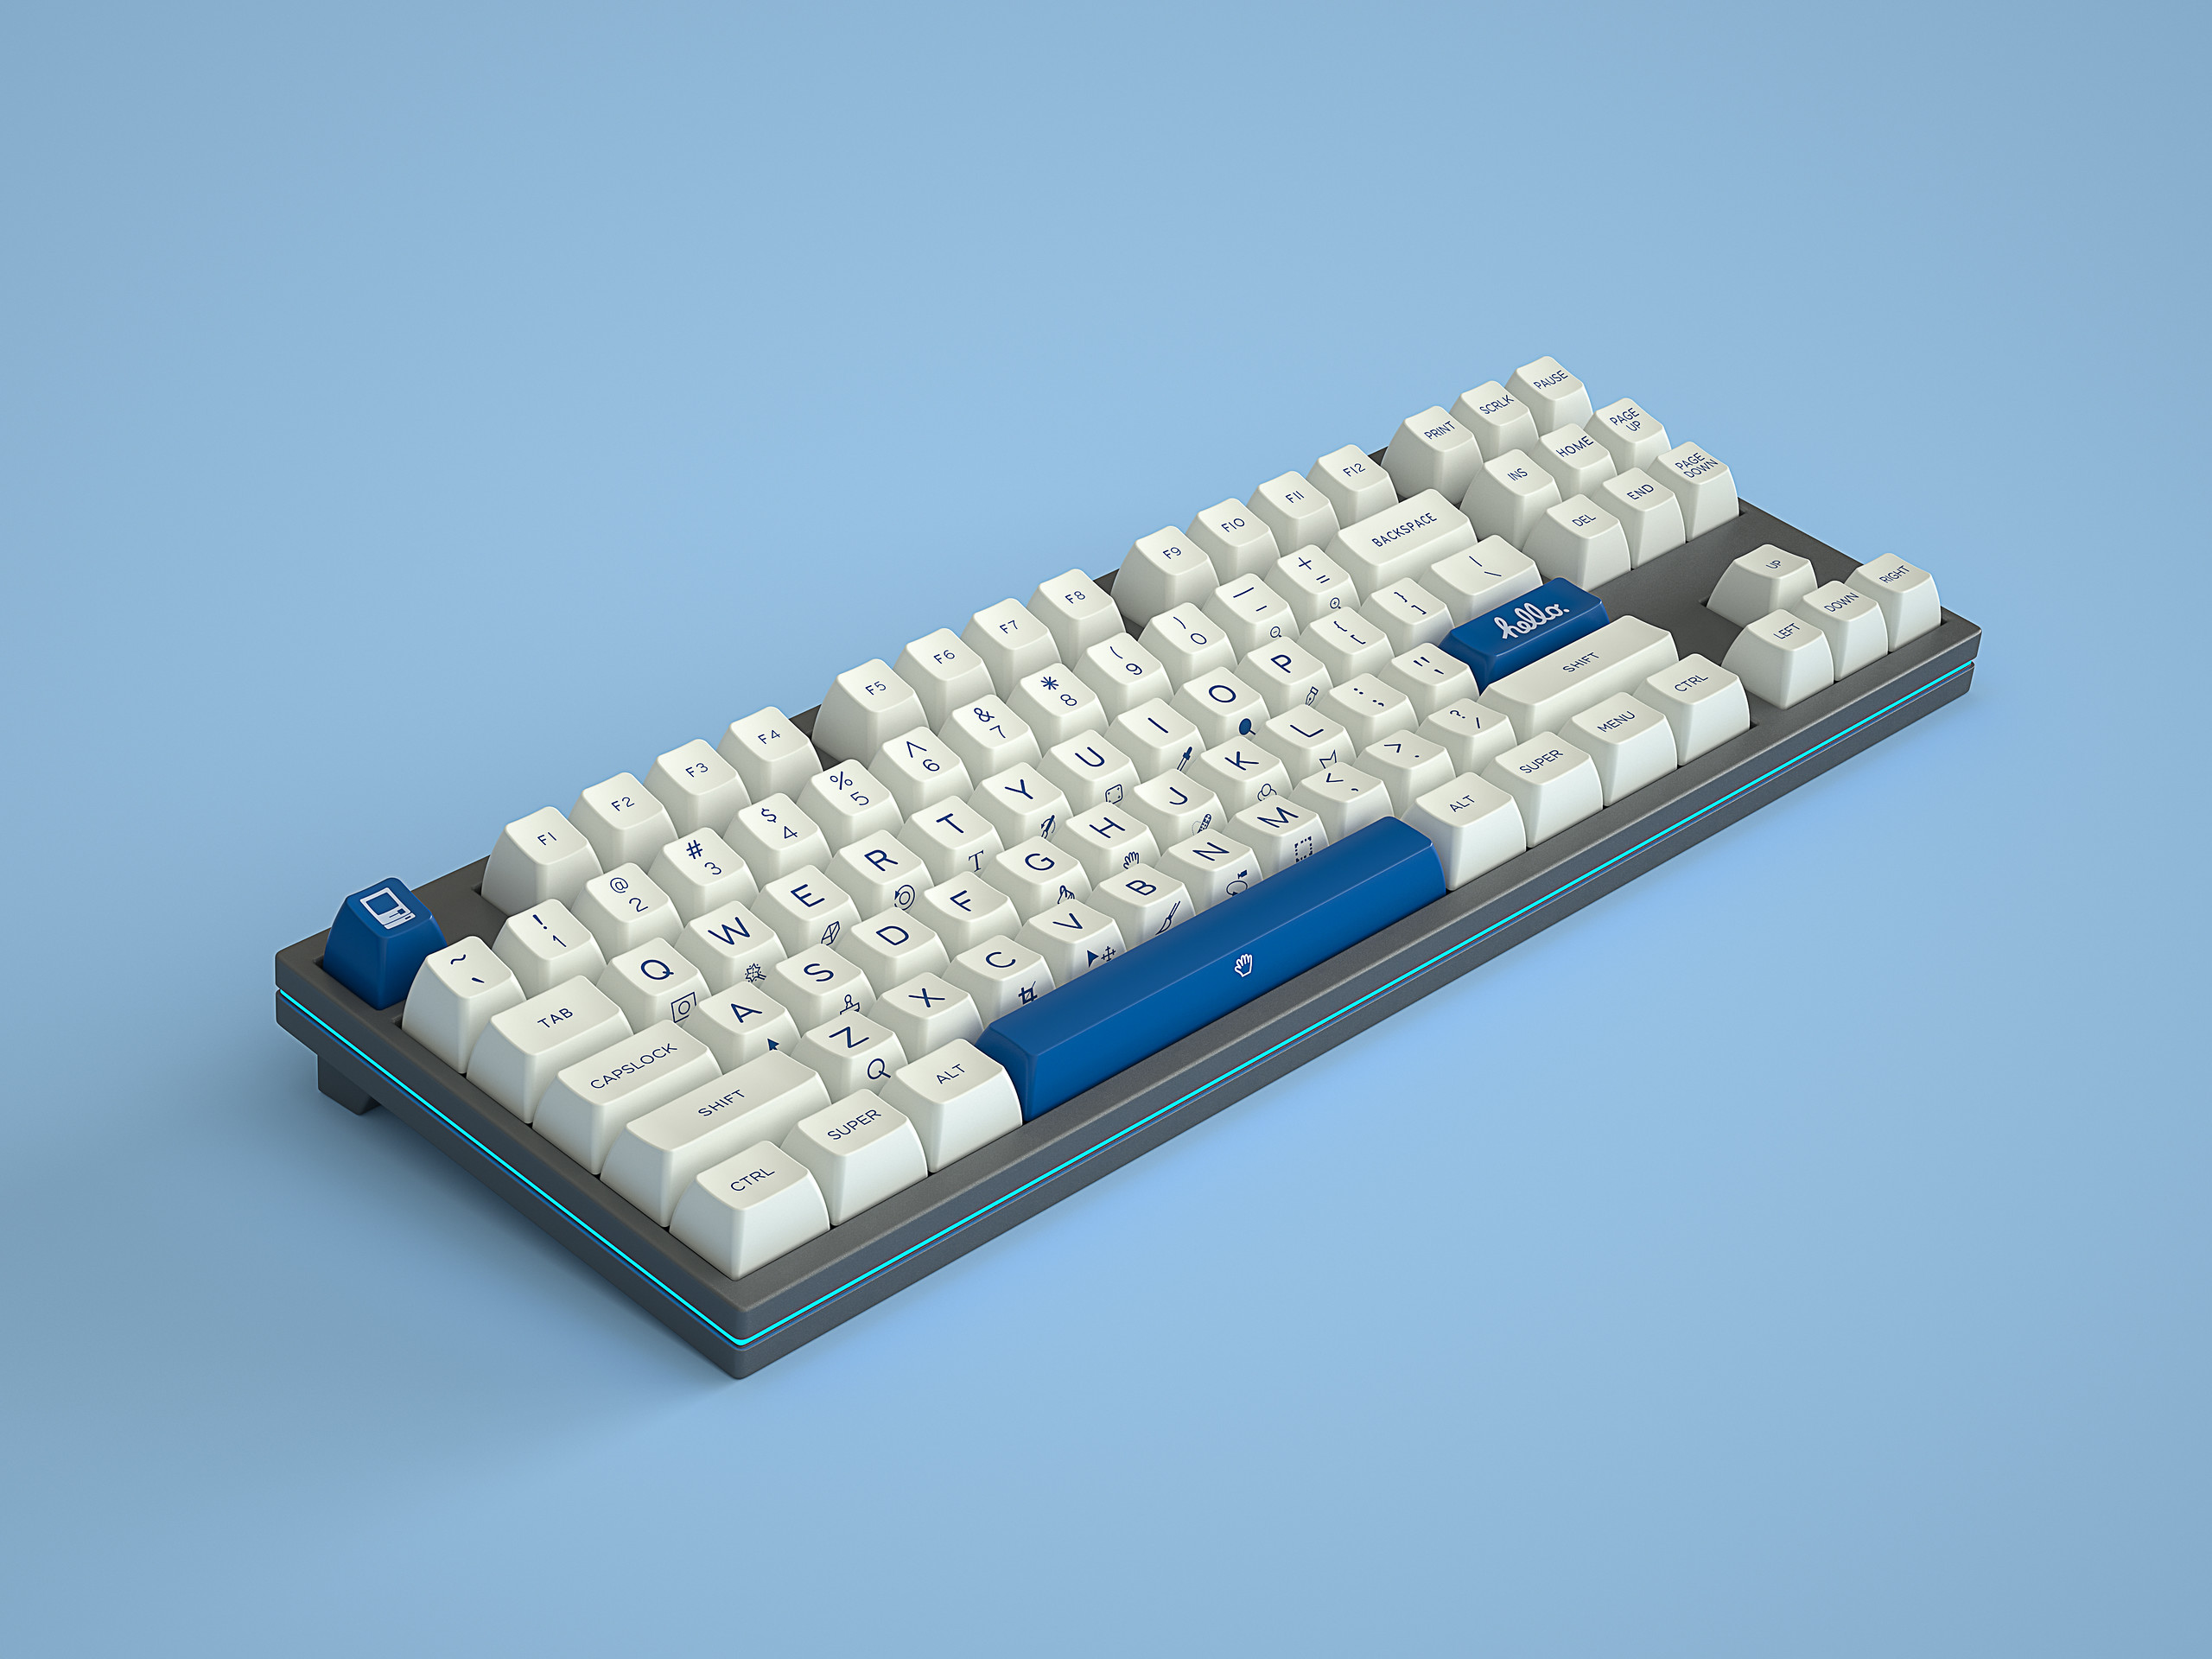 F1 F2 F3 F4 F5 F6 F7 F8 F9 F10 F11 F12 PRINT SCRLK PAUSE
~ ! @ # $ % ^ & * ( ) — +
` 1 2 3 4 5 6 7 8 9 0 - = BACKSPACE INS HOME PAGE UP
TAB Q W E R T Y U I O P { [ } ] | \ DEL END PAGE DOWN
T
CAPSLOCK A S D F G H J K L : ; " ' hello.
SHIFT Z X C V B N M < , > . ? / SHIFT UP
CTRL SUPER ALT ALT SUPER MENU CTRL LEFT DOWN RIGHT